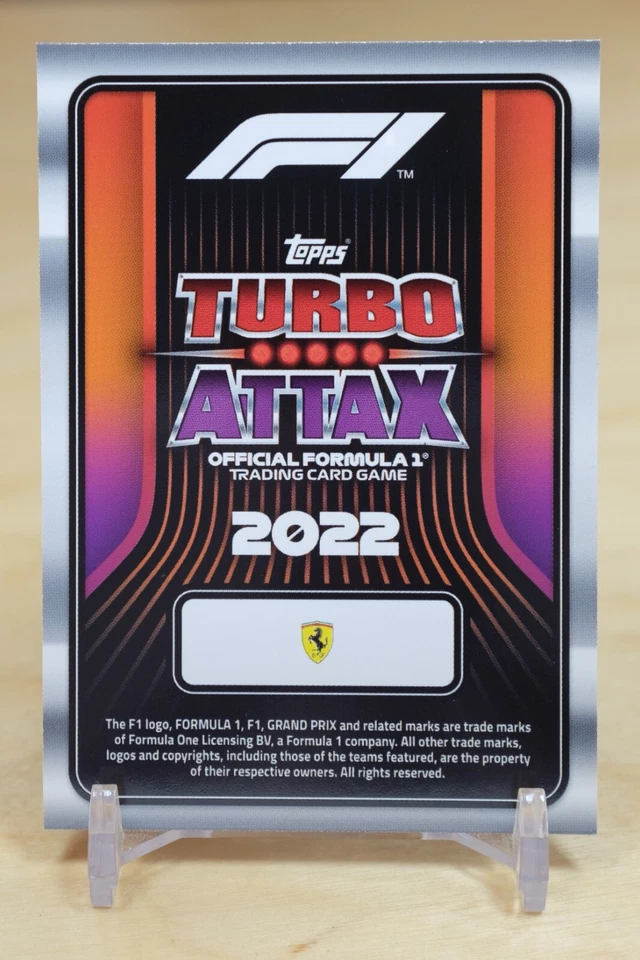 F1 ™
topps®
TURBO
ATTAX
OFFICIAL FORMULA 1®
TRADING CARD GAME
2022
The F1 logo, FORMULA 1, F1, GRAND PRIX and related marks are trade marks
of Formula One Licensing BV, a Formula 1 company. All other trade marks,
logos and copyrights, including those of the teams featured, are the property
of their respective owners. All rights reserved.